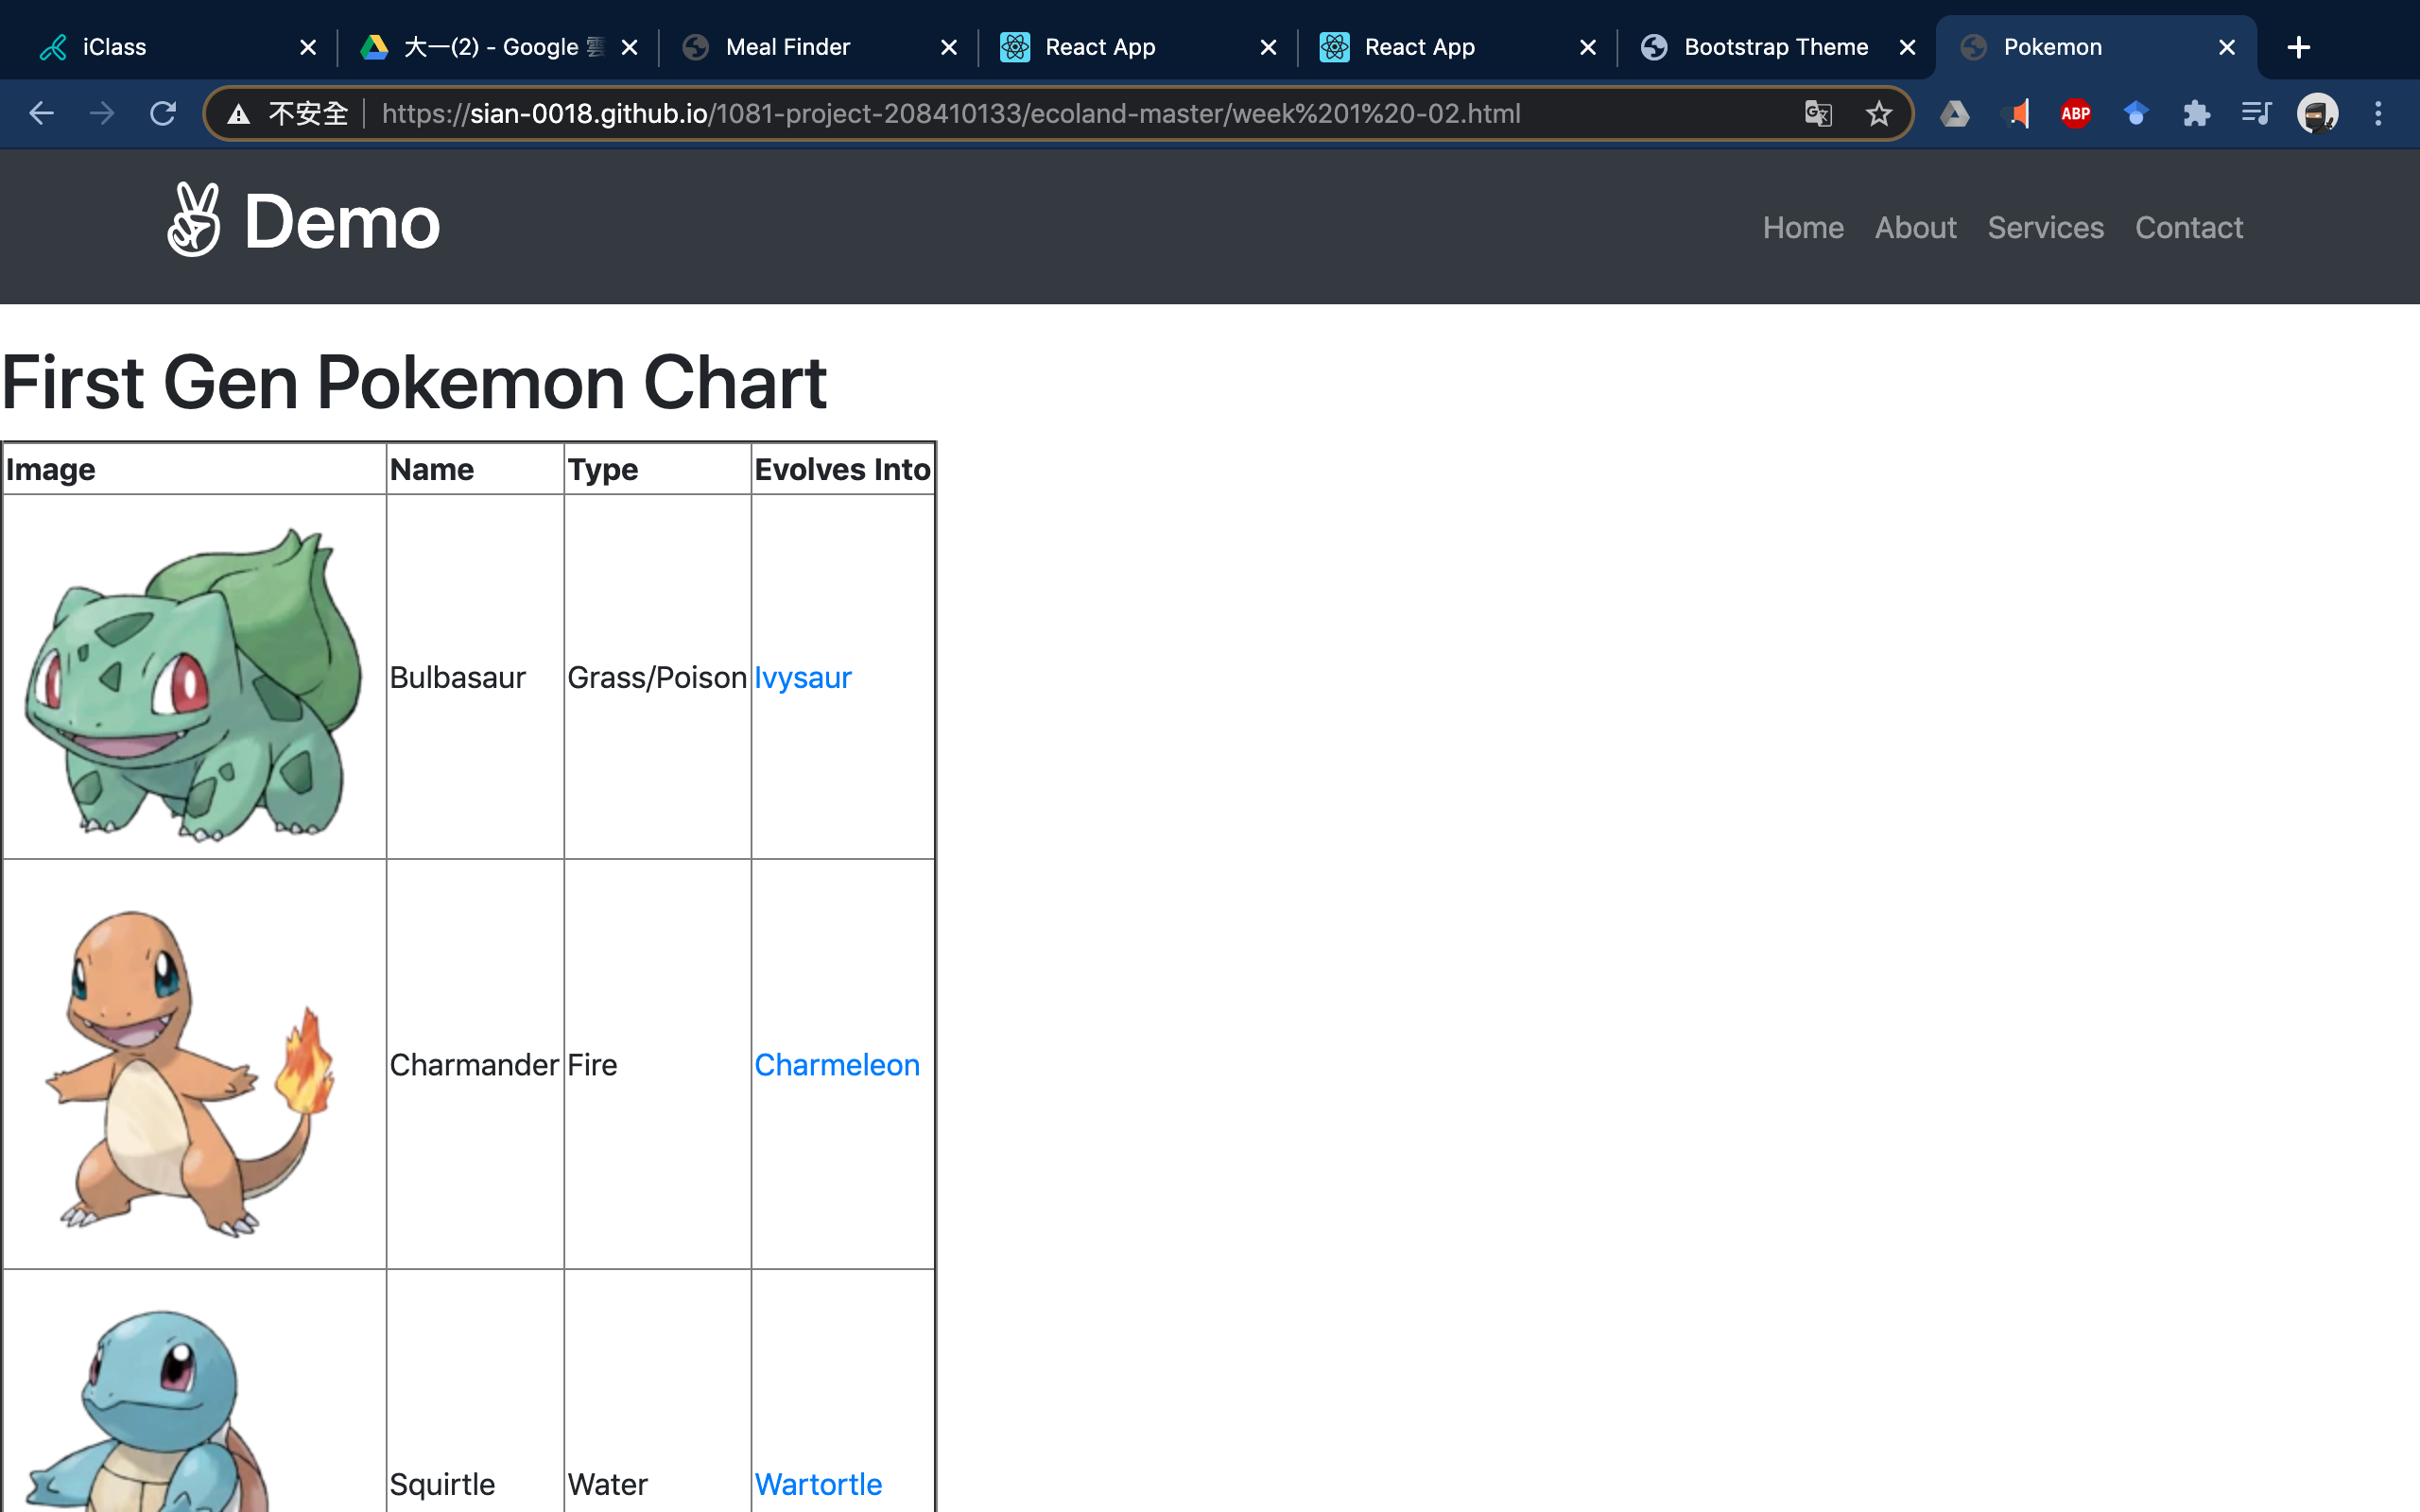 iClass
大一(2) - Google 雲
Meal Finder
React App
React App
Bootstrap Theme
Pokemon
不安全
https://sian-0018.github.io/1081-project-208410133/ecoland-master/week%201%20-02.html
ABP
Demo
Home About Services Contact
First Gen Pokemon Chart
Image Name Type Evolves Into
Bulbasaur Grass/Poison Ivysaur
Charmander Fire Charmeleon
Squirtle Water Wartortle